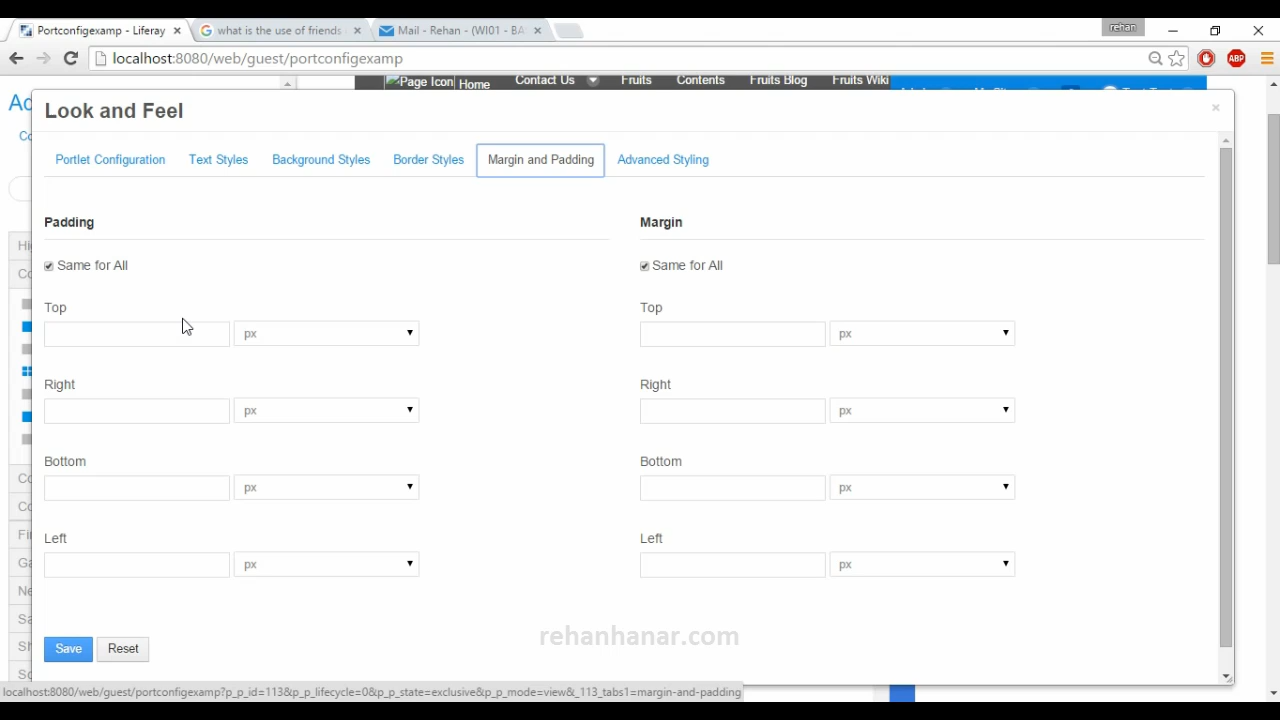 Portconfigexamp - Liferay
what is the use of friends
Mail - Rehan - (WI01 - BA
rehan
localhost:8080/web/guest/portconfigexamp
ABP
Page Icon Home Contact Us Fruits Contents Fruits Blog Fruits Wiki
Look and Feel
×
Portlet Configuration Text Styles Background Styles Border Styles Margin and Padding Advanced Styling
Padding Margin
Same for All Same for All
Top Top
px px
Right Right
px px
Bottom Bottom
px px
Left Left
px px
rehanhanar.com
Save Reset
localhost:8080/web/guest/portconfigexamp?p_p_id=113&p_p_lifecycle=0&p_p_state=exclusive&p_p_mode=view&_113_tabs1=margin-and-padding